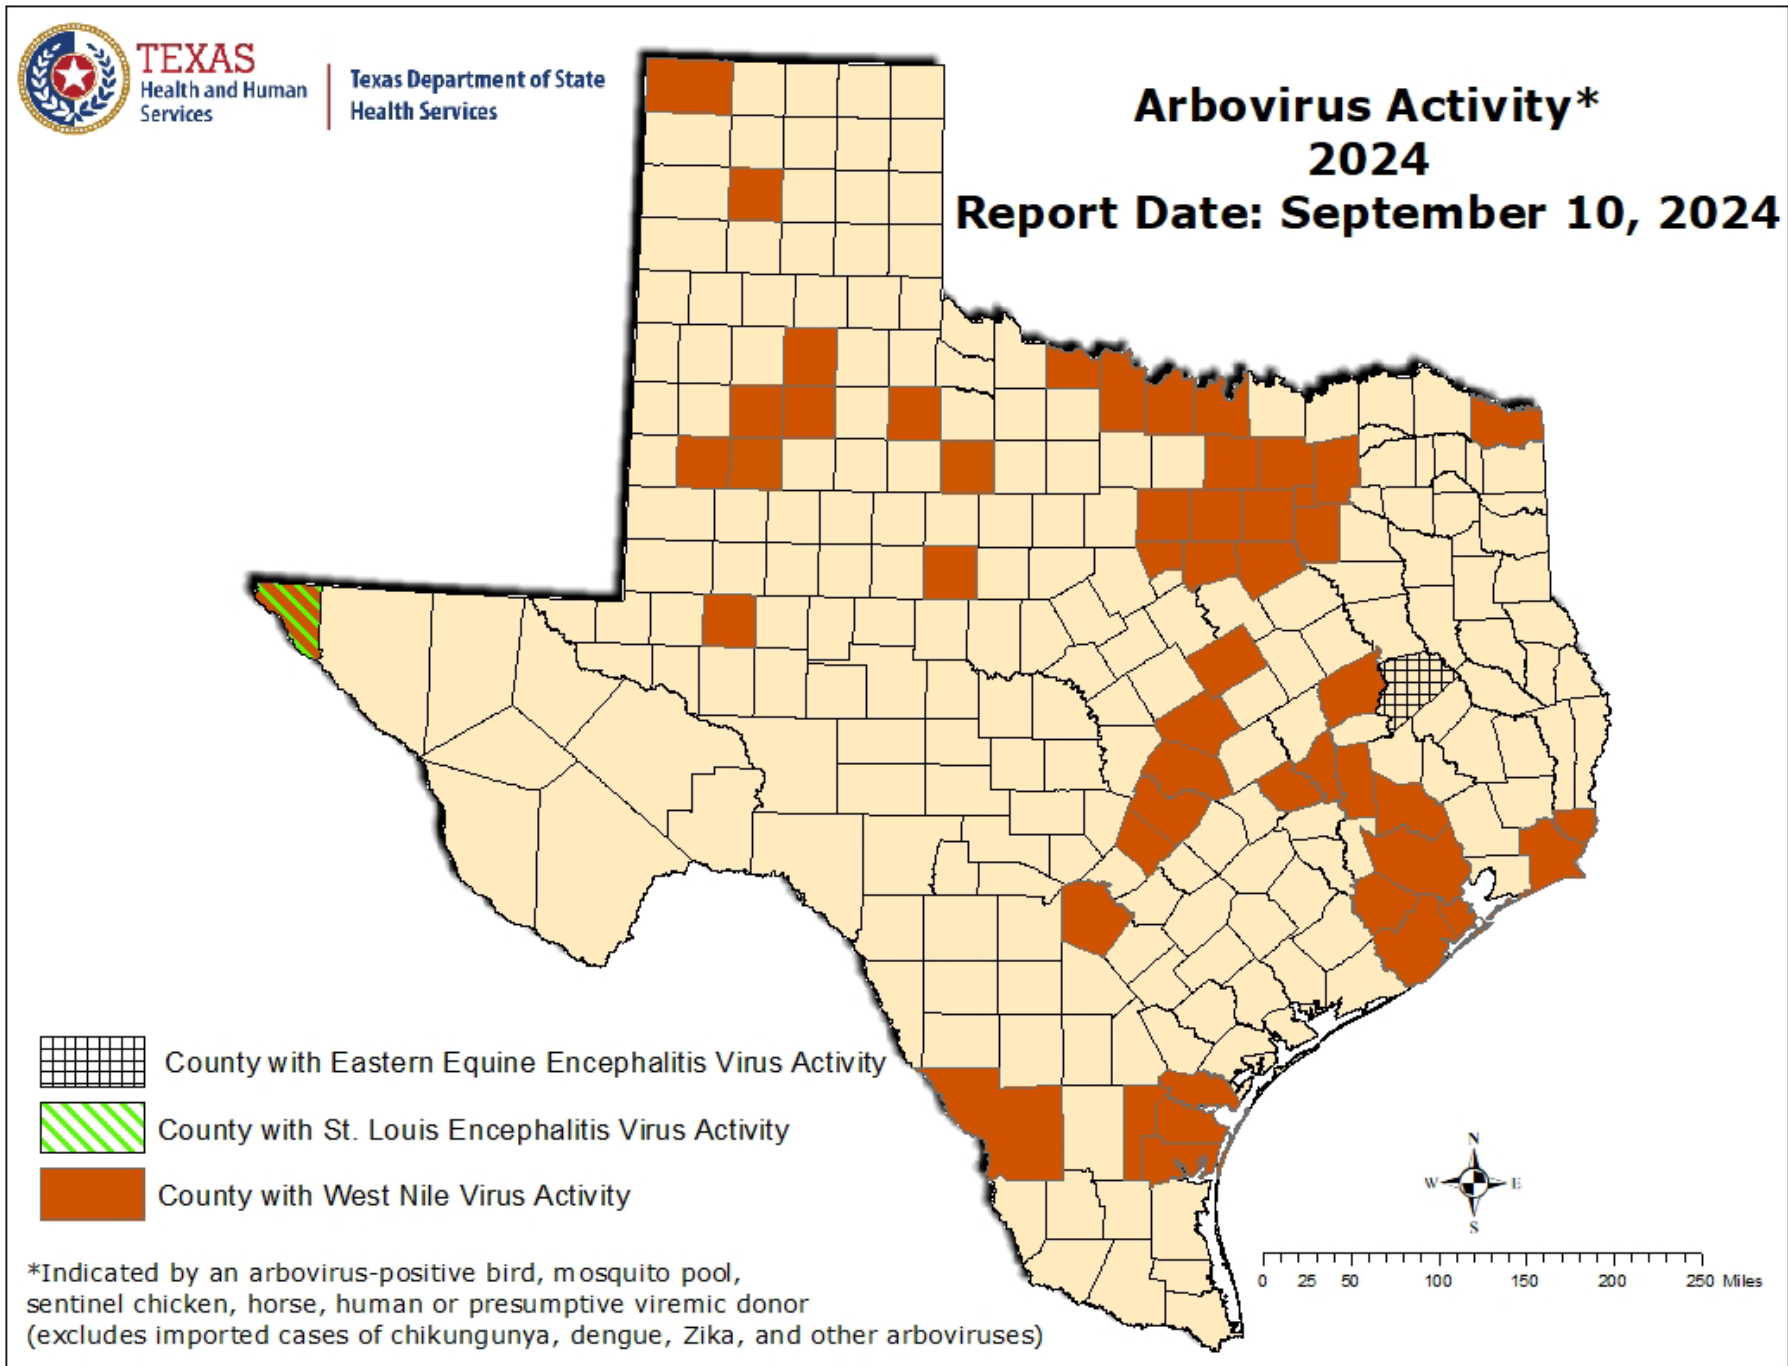 TEXAS
Health and Human
Services
Texas Department of State
Health Services
Arbovirus Activity*
2024
Report Date: September 10, 2024
County with Eastern Equine Encephalitis Virus Activity
County with St. Louis Encephalitis Virus Activity
County with West Nile Virus Activity
*Indicated by an arbovirus-positive bird, mosquito pool,
sentinel chicken, horse, human or presumptive viremic donor
(excludes imported cases of chikungunya, dengue, Zika, and other arboviruses)
N
W E
S
0 25 50 100 150 200 250 Miles